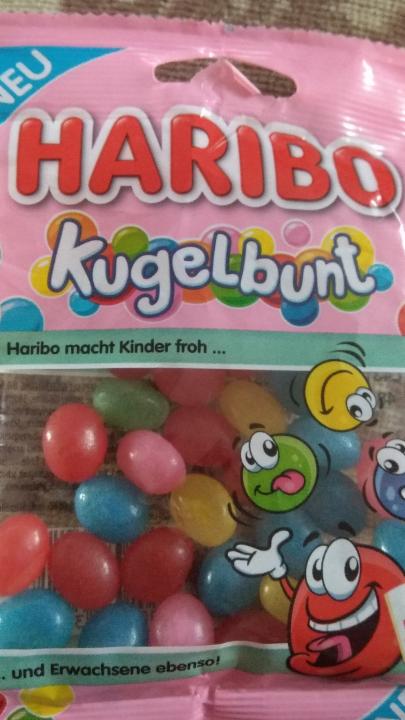 NEU
HARIBO
Kugelbunt
Haribo macht Kinder froh ...
.. und Erwachsene ebenso!